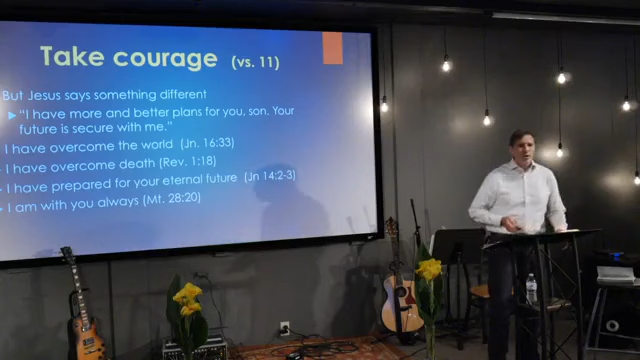 Take courage (vs. 11)
But Jesus says something different
"I have more and better plans for you, son. Your
future is secure with me."
I have overcome the world (Jn. 16:33)
I have overcome death (Rev. 1:18)
I have prepared for your eternal future (Jn 14:2-3)
I am with you always (Mt. 28:20)